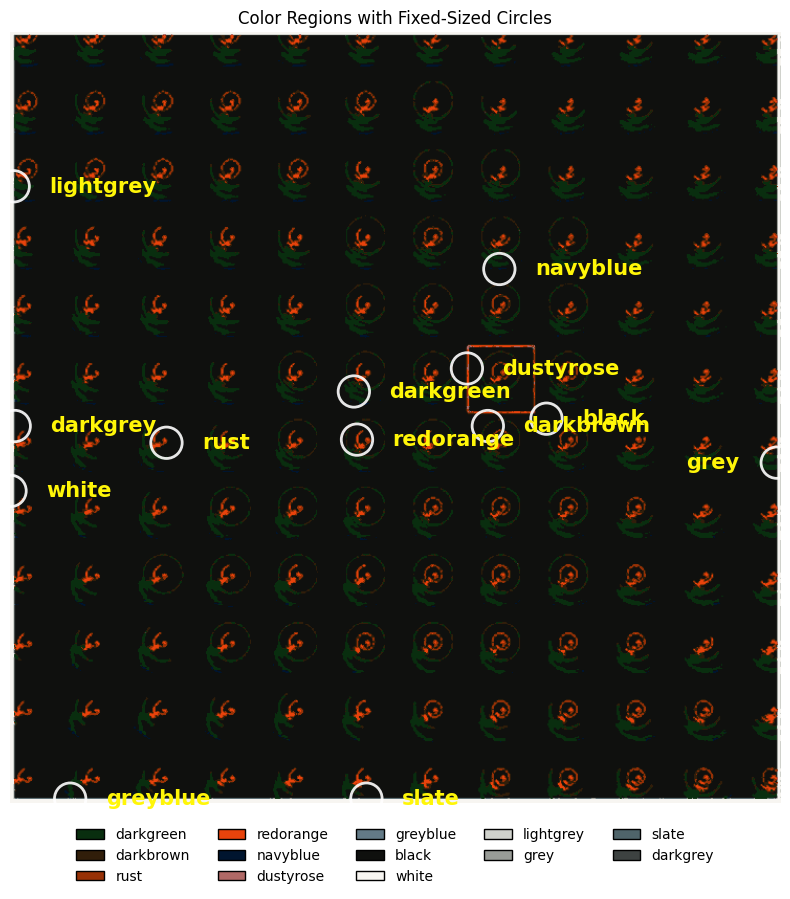 Color Regions with Fixed-Sized Circles
lightgrey
navyblue
dustyrose
darkgreen
black
darkgrey
darkbrown
redorange
rust
grey
white
greyblue
slate
darkgreen redorange greyblue lightgrey slate
darkbrown navyblue black grey darkgrey
rust dustyrose white